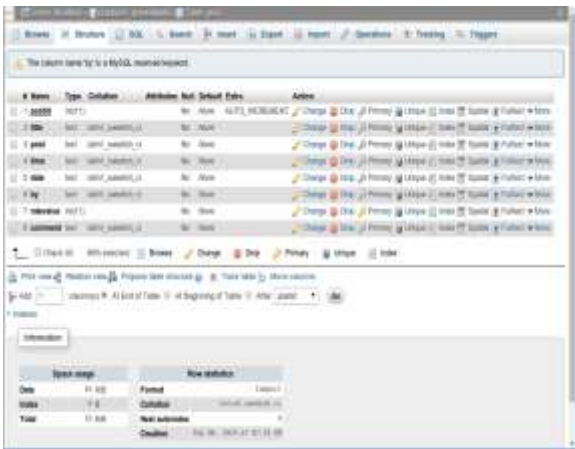 Browse Structure SQL Search Insert Export Import Operations Tracking Triggers
The column name 'by' is a MySQL reserved keyword.
# Name Type Collation Attributes Null Default Extra Action
1 postid No None AUTO_INCREMENT Change Drop Primary Unique Index Spatial Fulltext More
2 title text latin1_swedish_ci No None Change Drop Primary Unique Index Spatial Fulltext More
3 post text latin1_swedish_ci No None Change Drop Primary Unique Index Spatial Fulltext More
4 time text latin1_swedish_ci No None Change Drop Primary Unique Index Spatial Fulltext More
5 date text latin1_swedish_ci No None Change Drop Primary Unique Index Spatial Fulltext More
6 by text latin1_swedish_ci No None Change Drop Primary Unique Index Spatial Fulltext More
7 No None Change Drop Primary Unique Index Spatial Fulltext More
8 comment text latin1_swedish_ci No None Change Drop Primary Unique Index Spatial Fulltext More
Check All With selected: Browse Change Drop Primary Unique Index
Print view Relation view Propose table structure Track table Move columns
Add column(s) At End of Table At Beginning of Table After postid Go
Indexes
Information
Space usage
Data
Index
Total
Row statistics
Format Compact
Collation latin1_swedish_ci
Next autoindex
Creation